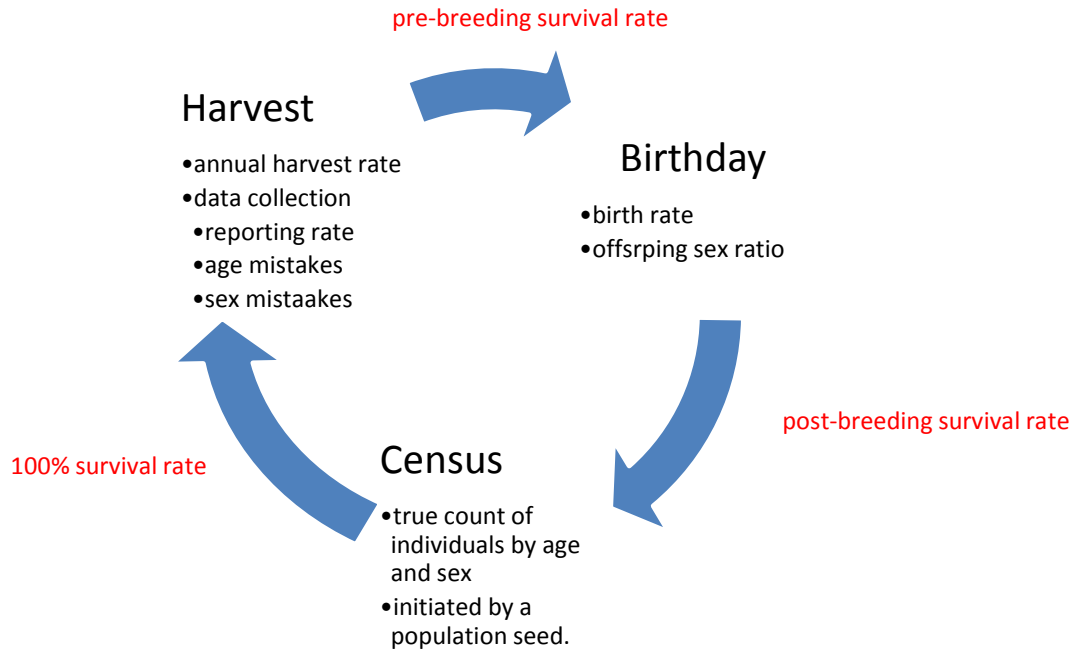 pre-breeding survival rate
Harvest
•annual harvest rate
•data collection
•reporting rate
•age mistakes
•sex mistaakes
Birthday
•birth rate
•offsrping sex ratio
post-breeding survival rate
Census
•true count of
individuals by age
and sex
•initiated by a
population seed.
100% survival rate